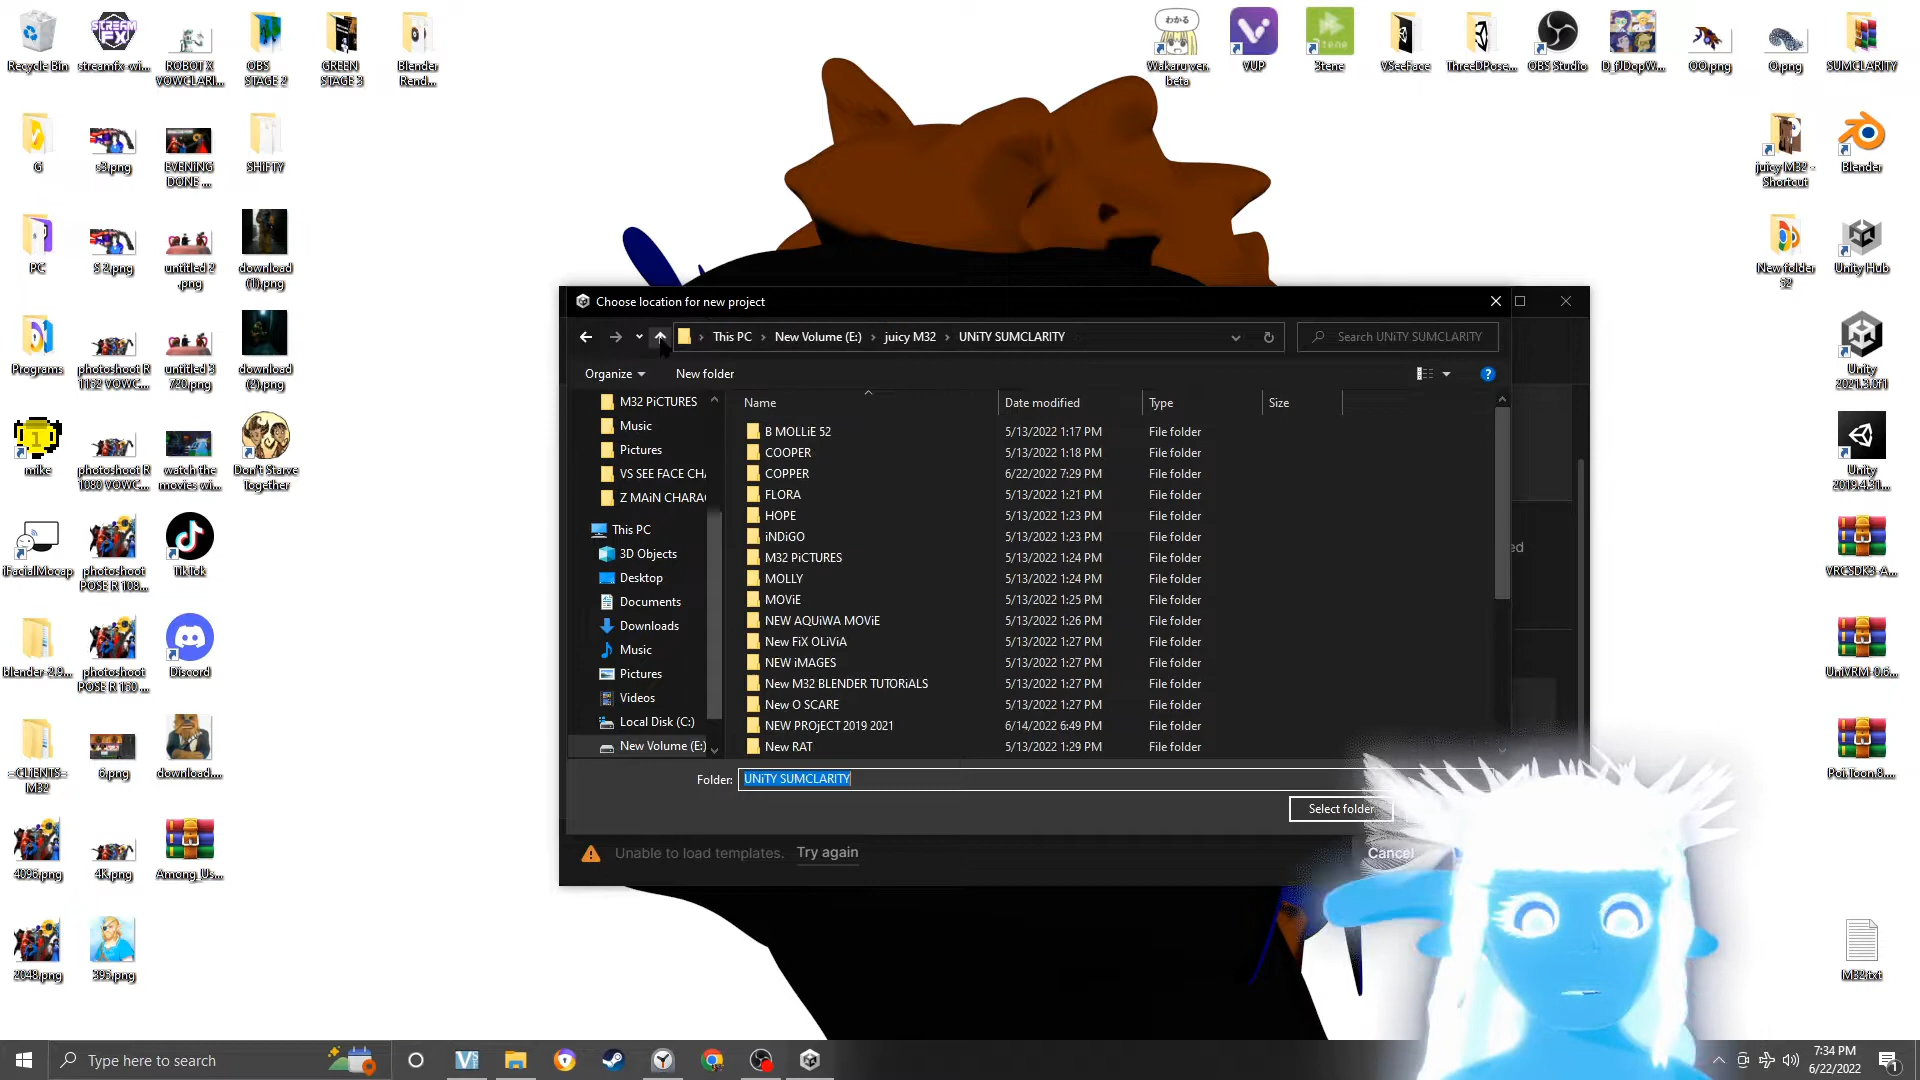 Recycle Bin
streamfx-wi...
ROBOT X
VOWCLARI...
OBS
STAGE 2
GREEN
STAGE 3
Blender
Rend...
わかる
Wakaru ver.
beta
VUP
3tene
VSeeFace
ThreeDPose...
OBS Studio
D_fJDopW...
OO.png
O.png
SUMCLARITY
G
s3.png
EVENiNG
DONE ...
SHiFTY
juicy M32 -
Shortcut
Blender
PC
S 2.png
untitled 2
.png
download
(1).png
New folder
52
Unity Hub
Programs
photoshoot R
1152 VOWC...
untitled 3
720.png
download
(2).png
Unity
2021.3.0f1
mike
photoshoot R
1080 VOWC...
watch the
movies wi...
Don't Starve
Together
Unity
2019.4.31...
iFacialMocap
photoshoot
POSE R 108...
TikTok
VRCSDK3-A...
blender-2.9...
photoshoot
POSE R 150 ...
Discord
UniVRM-0.6...
=CLiENTS=
M32
6.png
download....
Poi.Toon.8....
4096.png
4K.png
Among_Us...
2048.png
395.png
M32.txt
Choose location for new project
This PC
New Volume (E:)
juicy M32
UNiTY SUMCLARITY
Search UNiTY SUMCLARITY
Organize
New folder
M32 PiCTURES
Music
Pictures
VS SEE FACE CHA
Z MAiN CHARAC
This PC
3D Objects
Desktop
Documents
Downloads
Music
Pictures
Videos
Local Disk (C:)
New Volume (E:)
Name Date modified Type Size
B MOLLiE 52 5/13/2022 1:17 PM File folder
COOPER 5/13/2022 1:18 PM File folder
COPPER 6/22/2022 7:29 PM File folder
FLORA 5/13/2022 1:21 PM File folder
HOPE 5/13/2022 1:23 PM File folder
iNDiGO 5/13/2022 1:23 PM File folder
M32 PiCTURES 5/13/2022 1:24 PM File folder
MOLLY 5/13/2022 1:24 PM File folder
MOViE 5/13/2022 1:25 PM File folder
NEW AQUiWA MOViE 5/13/2022 1:26 PM File folder
New FiX OLiViA 5/13/2022 1:27 PM File folder
NEW iMAGES 5/13/2022 1:27 PM File folder
New M32 BLENDER TUTORiALS 5/13/2022 1:27 PM File folder
New O SCARE 5/13/2022 1:27 PM File folder
NEW PROjECT 2019 2021 6/14/2022 6:49 PM File folder
New RAT 5/13/2022 1:29 PM File folder
ed
Folder: UNiTY SUMCLARITY
Select folder
Unable to load templates. Try again
Cancel
Type here to search
7:34 PM
6/22/2022
1